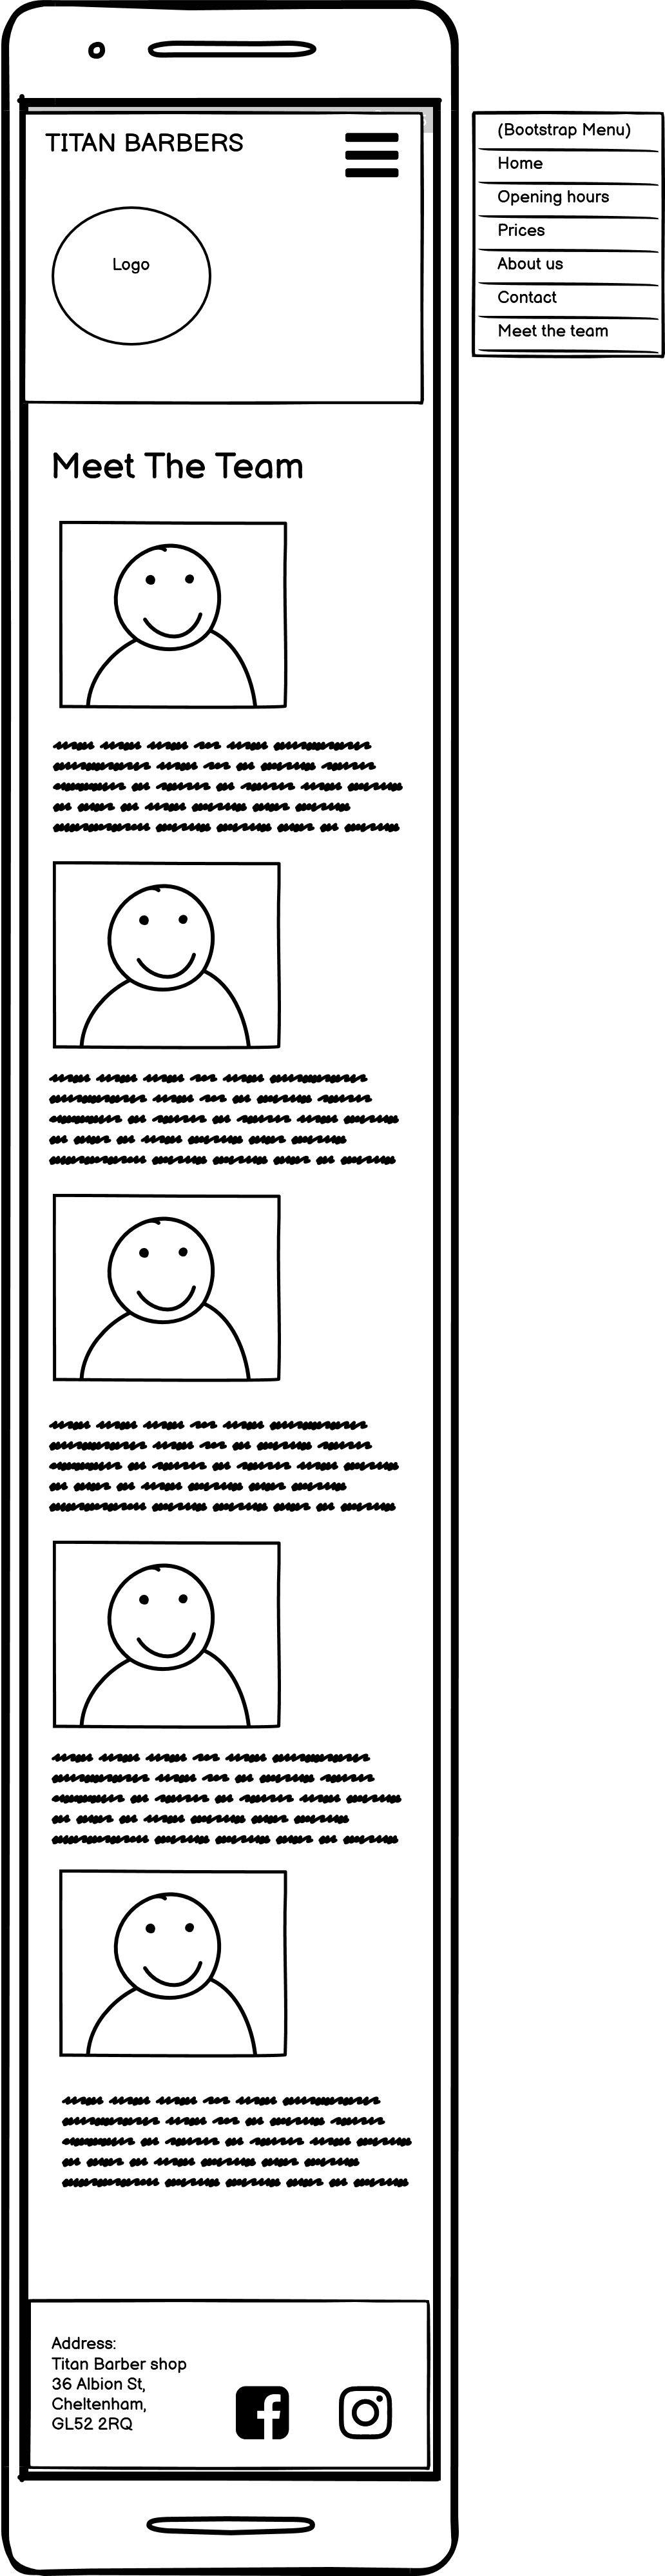 TITAN BARBERS
Logo
(Bootstrap Menu)
Home
Opening hours
Prices
About us
Contact
Meet the team
Meet The Team
Address:
Titan Barber shop
36 Albion St,
Cheltenham,
GL52 2RQ